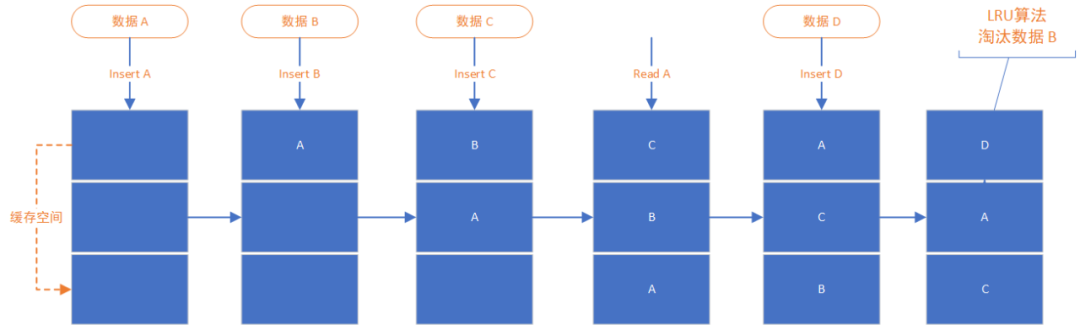 数据 A
数据 B
数据 C
数据 D
LRU算法
淘汰数据 B
Insert A
Insert B
Insert C
Read A
Insert D
A
B
C
A
D
缓存空间
A
B
C
A
A
B
C